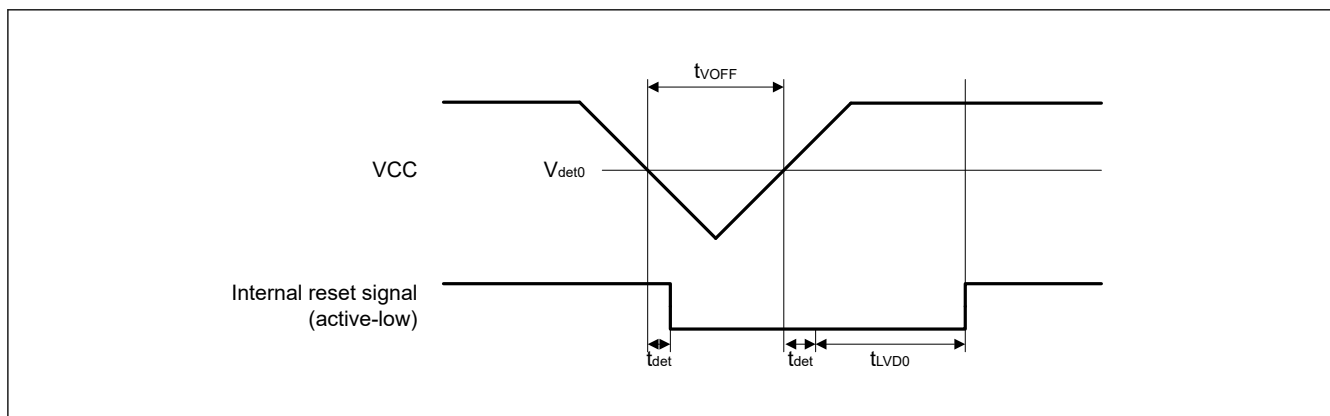 tVOFF
VCC
Vdet0
Internal reset signal
(active-low)
tdet
tdet
tLVD0